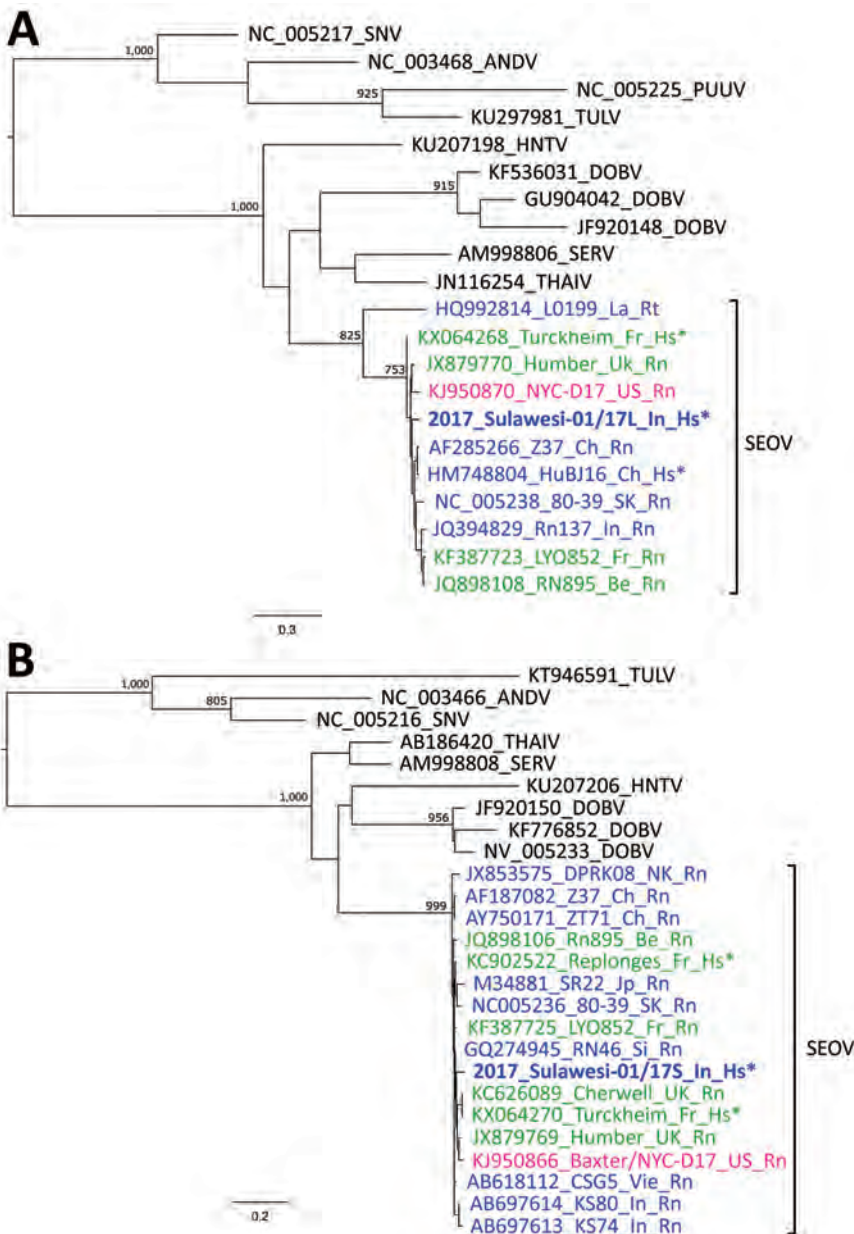 A
NC_005217_SNV
1,000
NC_003468_ANDV
NC_005225_PUUV
925
KU297981_TULV
KU207198_HNTV
KF536031_DOBV
915
GU904042_DOBV
1,000
JF920148_DOBV
AM998806_SERV
JN116254_THAIV
HQ992814_L0199_La_Rt
825
KX064268_Turckheim_Fr_Hs*
JX879770_Humber_Uk_Rn
753
KJ950870_NYC-D17_US_Rn
2017_Sulawesi-01/17L_In_Hs*
AF285266_Z37_Ch_Rn
SEOV
HM748804_HuBJ16_Ch_Hs*
NC_005238_80-39_SK_Rn
JQ394829_Rn137_In_Rn
KF387723_LYO852_Fr_Rn
JQ898108_RN895_Be_Rn
0.3
B
KT946591_TULV
1,000
NC_003466_ANDV
805
NC_005216_SNV
AB186420_THAIV
AM998808_SERV
KU207206_HNTV
1,000
JF920150_DOBV
956
KF776852_DOBV
NV_005233_DOBV
JX853575_DPRK08_NK_Rn
AF187082_Z37_Ch_Rn
999
AY750171_ZT71_Ch_Rn
JQ898106_Rn895_Be_Rn
KC902522_Replonges_Fr_Hs*
M34881_SR22_Jp_Rn
NC005236_80-39_SK_Rn
KF387725_LYO852_Fr_Rn
GQ274945_RN46_Si_Rn
SEOV
2017_Sulawesi-01/17S_In_Hs*
KC626089_Cherwell_UK_Rn
KX064270_Turckheim_Fr_Hs*
JX879769_Humber_UK_Rn
KJ950866_Baxter/NYC-D17_US_Rn
AB618112_CSG5_Vie_Rn
0.2
AB697614_KS80_In_Rn
AB697613_KS74_In_Rn